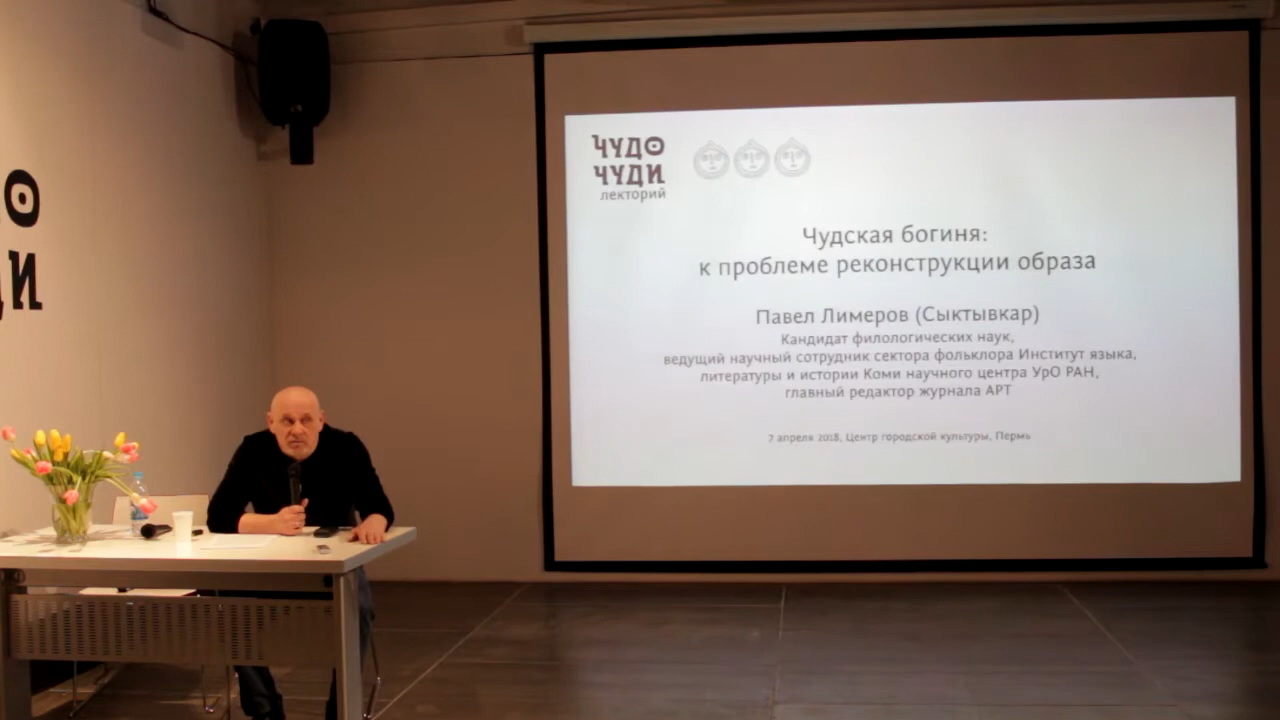 ЧУДО
ЧУДИ
лекторий
Чудская богиня:
к проблеме реконструкции образа
Павел Лимеров (Сыктывкар)
Кандидат филологических наук,
ведущий научный сотрудник сектора фольклора Институт языка,
литературы и истории Коми научного центра УрО РАН,
главный редактор журнала АРТ
7 апреля 2018, Центр городской культуры, Пермь